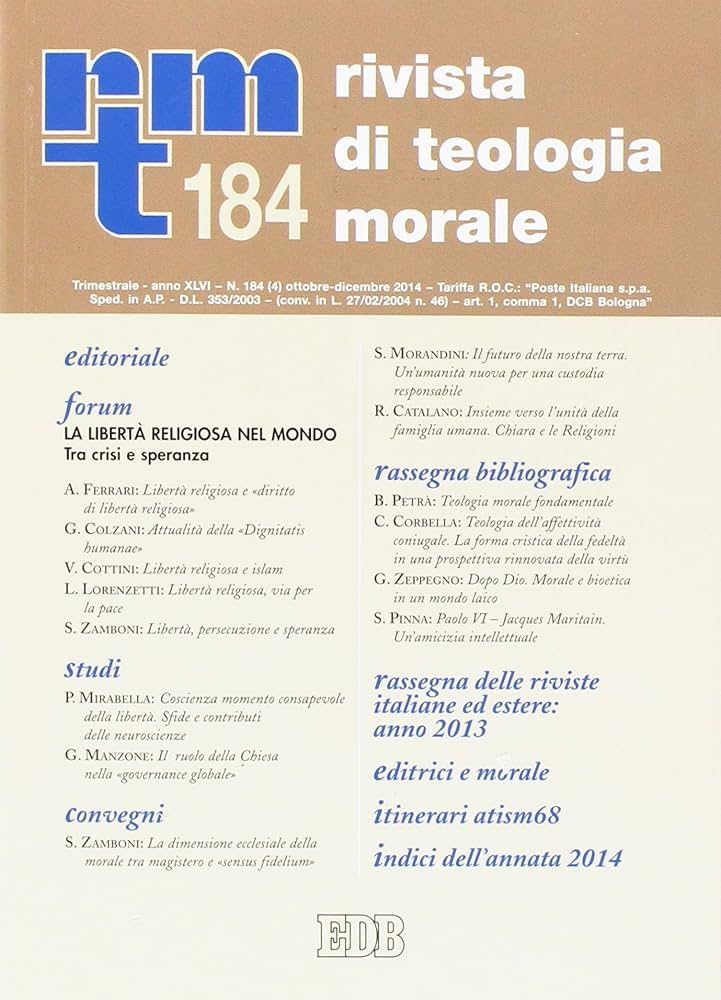 rmt 184
rivista
di teologia
morale
Trimestrale - anno XLVI – N. 184 (4) ottobre-dicembre 2014 – Tariffa R.O.C.: “Poste Italiana s.p.a.
Sped. in A.P. - D.L. 353/2003 – (conv. in L. 27/02/2004 n. 46) – art. 1, comma 1, DCB Bologna”
editoriale
forum
LA LIBERTÀ RELIGIOSA NEL MONDO
Tra crisi e speranza
A. FERRARI: Libertà religiosa e «diritto
di libertà religiosa»
G. COLZANI: Attualità della «Dignitatis
humanae»
V. COTTINI: Libertà religiosa e islam
L. LORENZETTI: Libertà religiosa, via per
la pace
S. ZAMBONI: Libertà, persecuzione e speranza
studi
P. MIRABELLA: Coscienza momento consapevole
della libertà. Sfide e contributi
delle neuroscienze
G. MANZONE: Il ruolo della Chiesa
nella «governance globale»
convegni
S. ZAMBONI: La dimensione ecclesiale della
morale tra magistero e «sensus fidelium»
S. MORANDINI: Il futuro della nostra terra.
Un’umanità nuova per una custodia
responsabile
R. CATALANO: Insieme verso l’unità della
famiglia umana. Chiara e le Religioni
rassegna bibliografica
B. PETRÀ: Teologia morale fondamentale
C. CORBELLA: Teologia dell’affettività
coniugale. La forma cristica della fedeltà
in una prospettiva rinnovata della virtù
G. ZEPPEGNO: Dopo Dio. Morale e bioetica
in un mondo laico
S. PINNA: Paolo VI – Jacques Maritain.
Un’amicizia intellettuale
rassegna delle riviste
italiane ed estere:
anno 2013
editrici e morale
itinerari atism68
indici dell’annata 2014
EDB